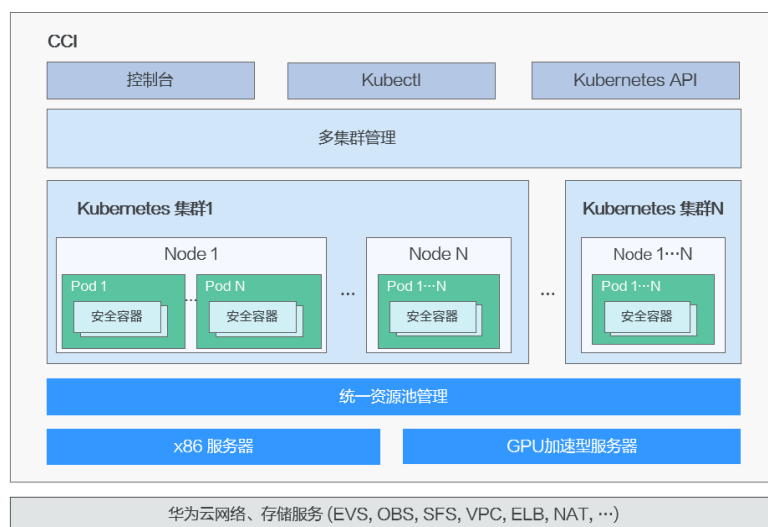 CCI
控制台
Kubectl
Kubernetes API
多集群管理
Kubernetes 集群1
Kubernetes 集群N
Node 1
Node N
Node 1…N
Pod 1
Pod N
Pod 1…N
Pod 1…N
...
...
...
安全容器
安全容器
安全容器
安全容器
统一资源池管理
x86 服务器
GPU加速型服务器
华为云网络、存储服务 (EVS, OBS, SFS, VPC, ELB, NAT, …)